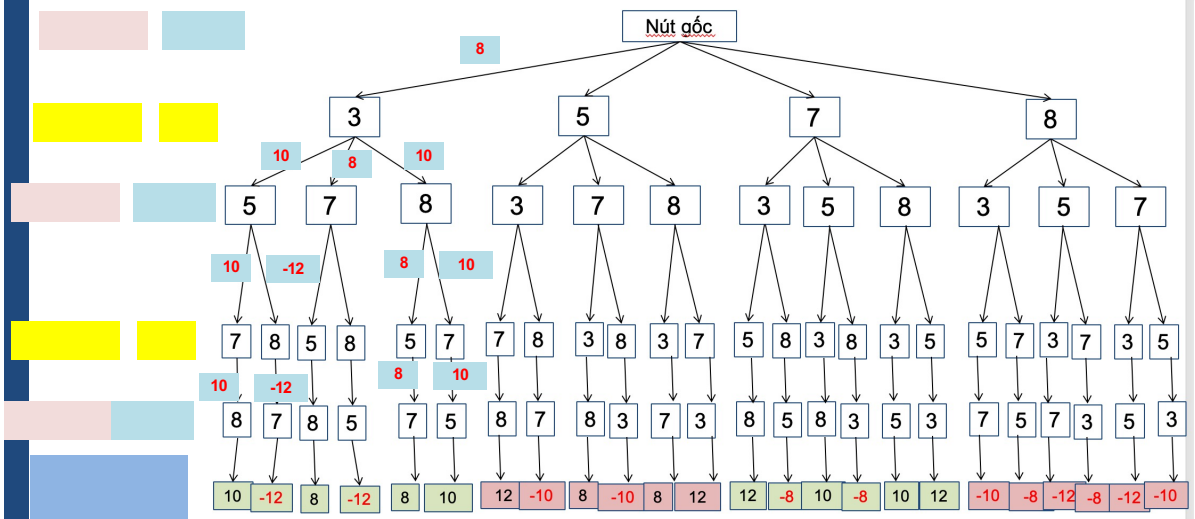 Nút gốc
8
3 5 7 8
10 8 10
5 7 8 3 7 8 3 5 8 3 5 7
10 -12 8 10
7 8 5 8 5 7 7 8 3 8 3 7 5 8 3 8 3 5 5 7 3 7 3 5
10 -12 8 10
8 7 8 5 7 5 8 7 8 3 7 3 8 5 8 3 5 3 7 5 7 3 5 3
10 -12 8 -12 8 10 12 -10 8 -10 8 12 12 -8 10 -8 10 12 -10 -8 -12 -8 -12 -10